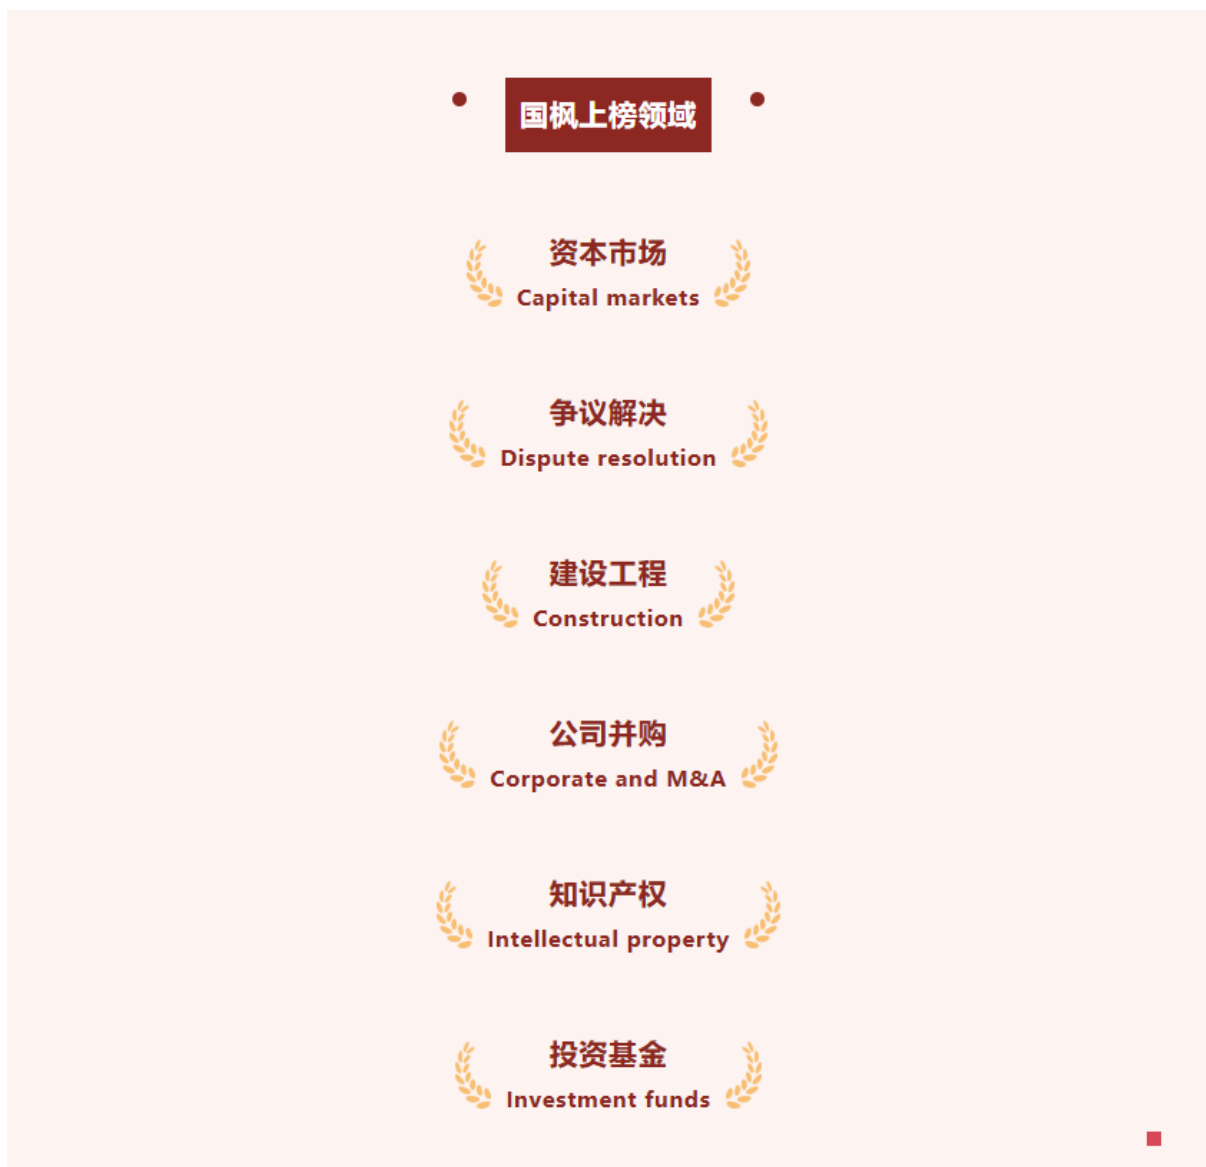 国枫上榜领域
资本市场
Capital markets
争议解决
Dispute resolution
建设工程
Construction
公司并购
Corporate and M&A
知识产权
Intellectual property
投资基金
Investment funds